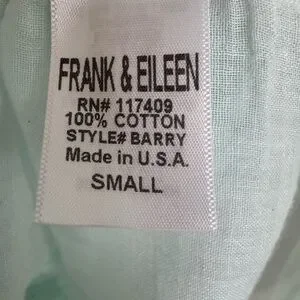 FRANK & EILEEN
RN# 117409
100% COTTON
STYLE# BARRY
Made in U.S.A.
SMALL